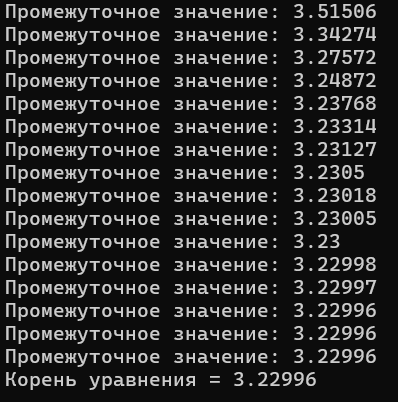 Промежуточное значение: 3.51506
Промежуточное значение: 3.34274
Промежуточное значение: 3.27572
Промежуточное значение: 3.24872
Промежуточное значение: 3.23768
Промежуточное значение: 3.23314
Промежуточное значение: 3.23127
Промежуточное значение: 3.2305
Промежуточное значение: 3.23018
Промежуточное значение: 3.23005
Промежуточное значение: 3.23
Промежуточное значение: 3.22998
Промежуточное значение: 3.22997
Промежуточное значение: 3.22996
Промежуточное значение: 3.22996
Промежуточное значение: 3.22996
Корень уравнения = 3.22996